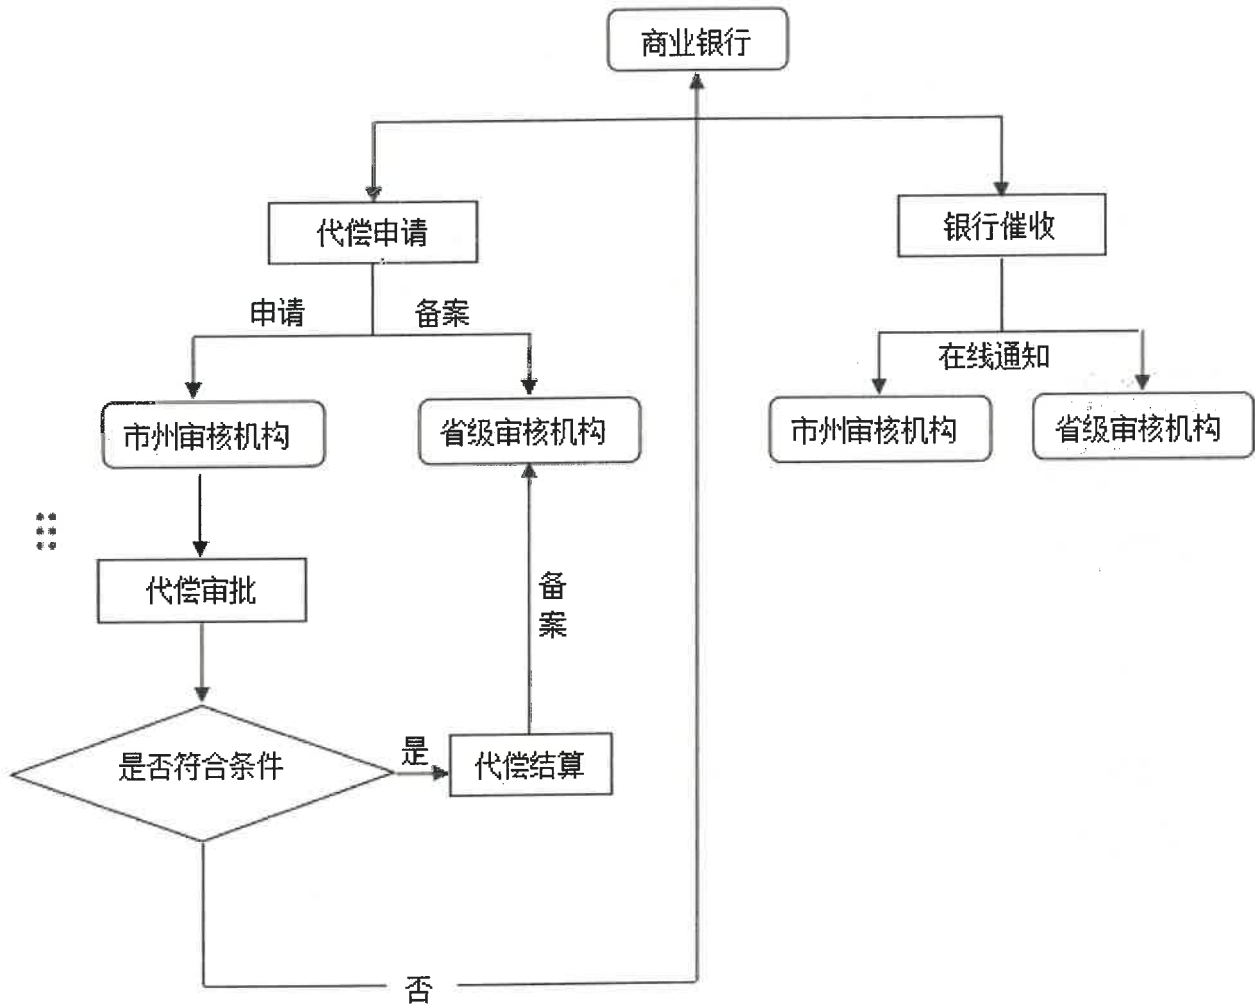 商业银行
代偿申请
银行催收
申请
备案
在线通知
市州审核机构
省级审核机构
市州审核机构
省级审核机构
代偿审批
备案
是否符合条件
是
代偿结算
否